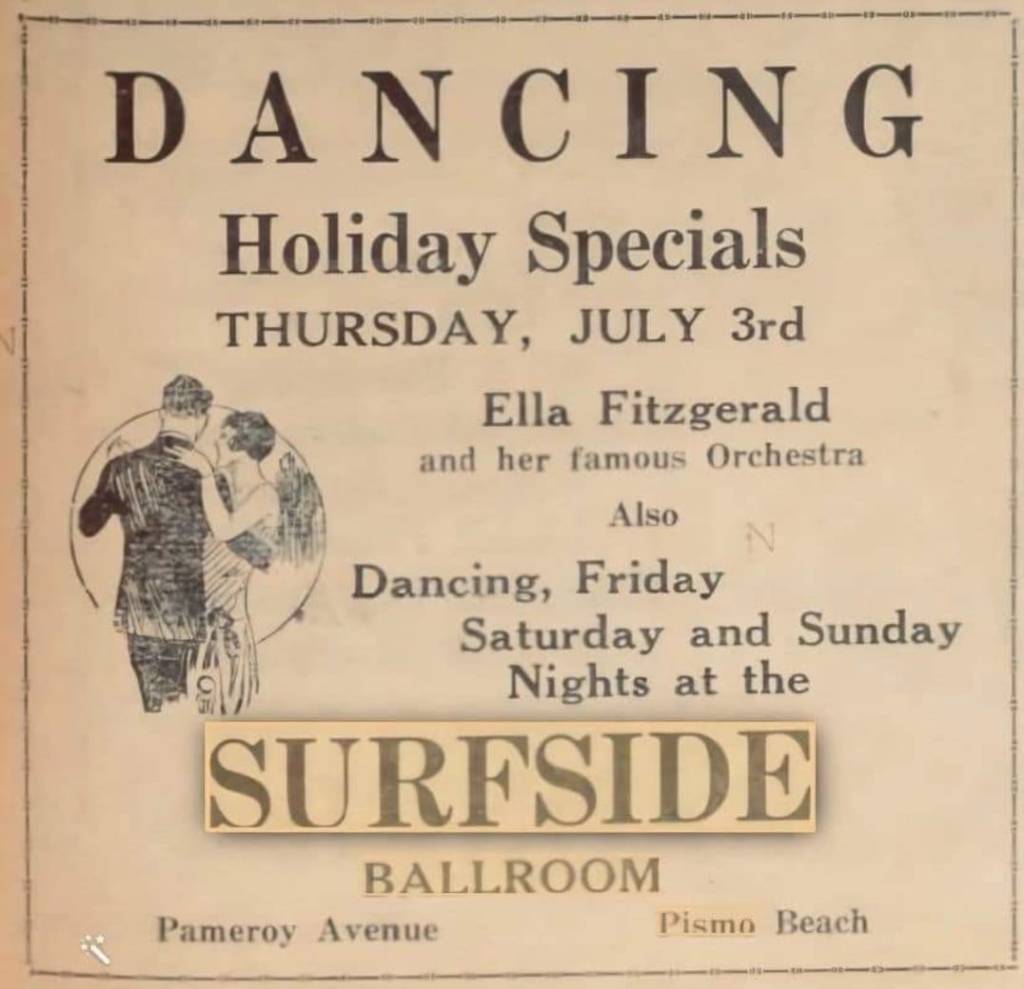 DANCING
Holiday Specials
THURSDAY, JULY 3rd
Ella Fitzgerald
and her famous Orchestra
Also
N
Dancing, Friday
Saturday and Sunday
Nights at the
SURFSIDE
BALLROOM
Pameroy Avenue Pismo Beach